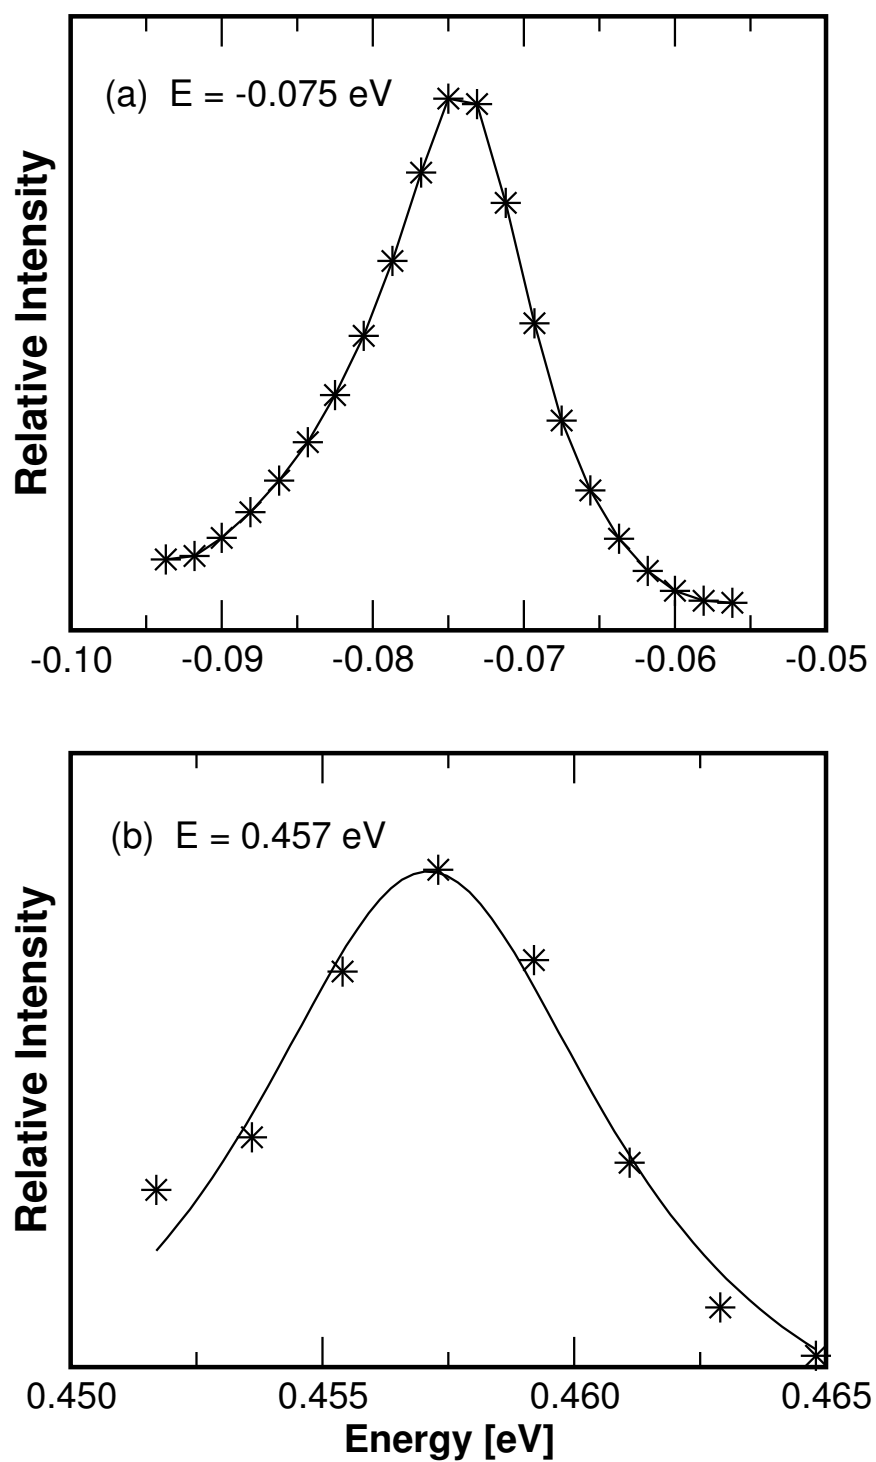 (a) E = -0.075 eV
Relative Intensity
-0.10 -0.09 -0.08 -0.07 -0.06 -0.05
(b) E = 0.457 eV
Relative Intensity
0.450 0.455 0.460 0.465
Energy [eV]